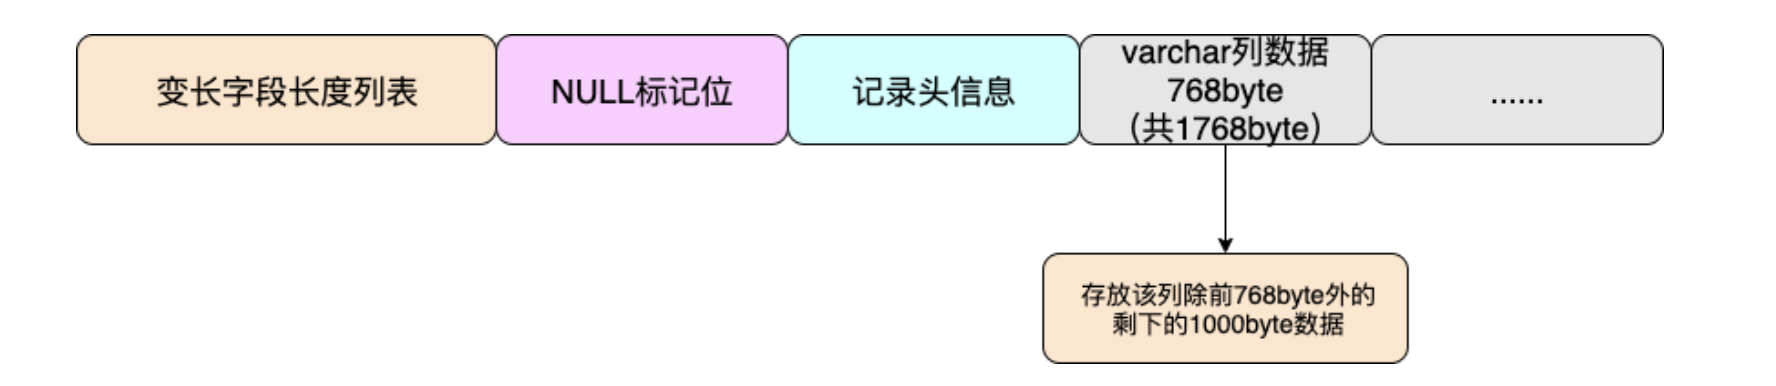 变长字段长度列表
NULL标记位
记录头信息
varchar列数据
768byte
（共1768byte）
......
存放该列除前768byte外的
剩下的1000byte数据